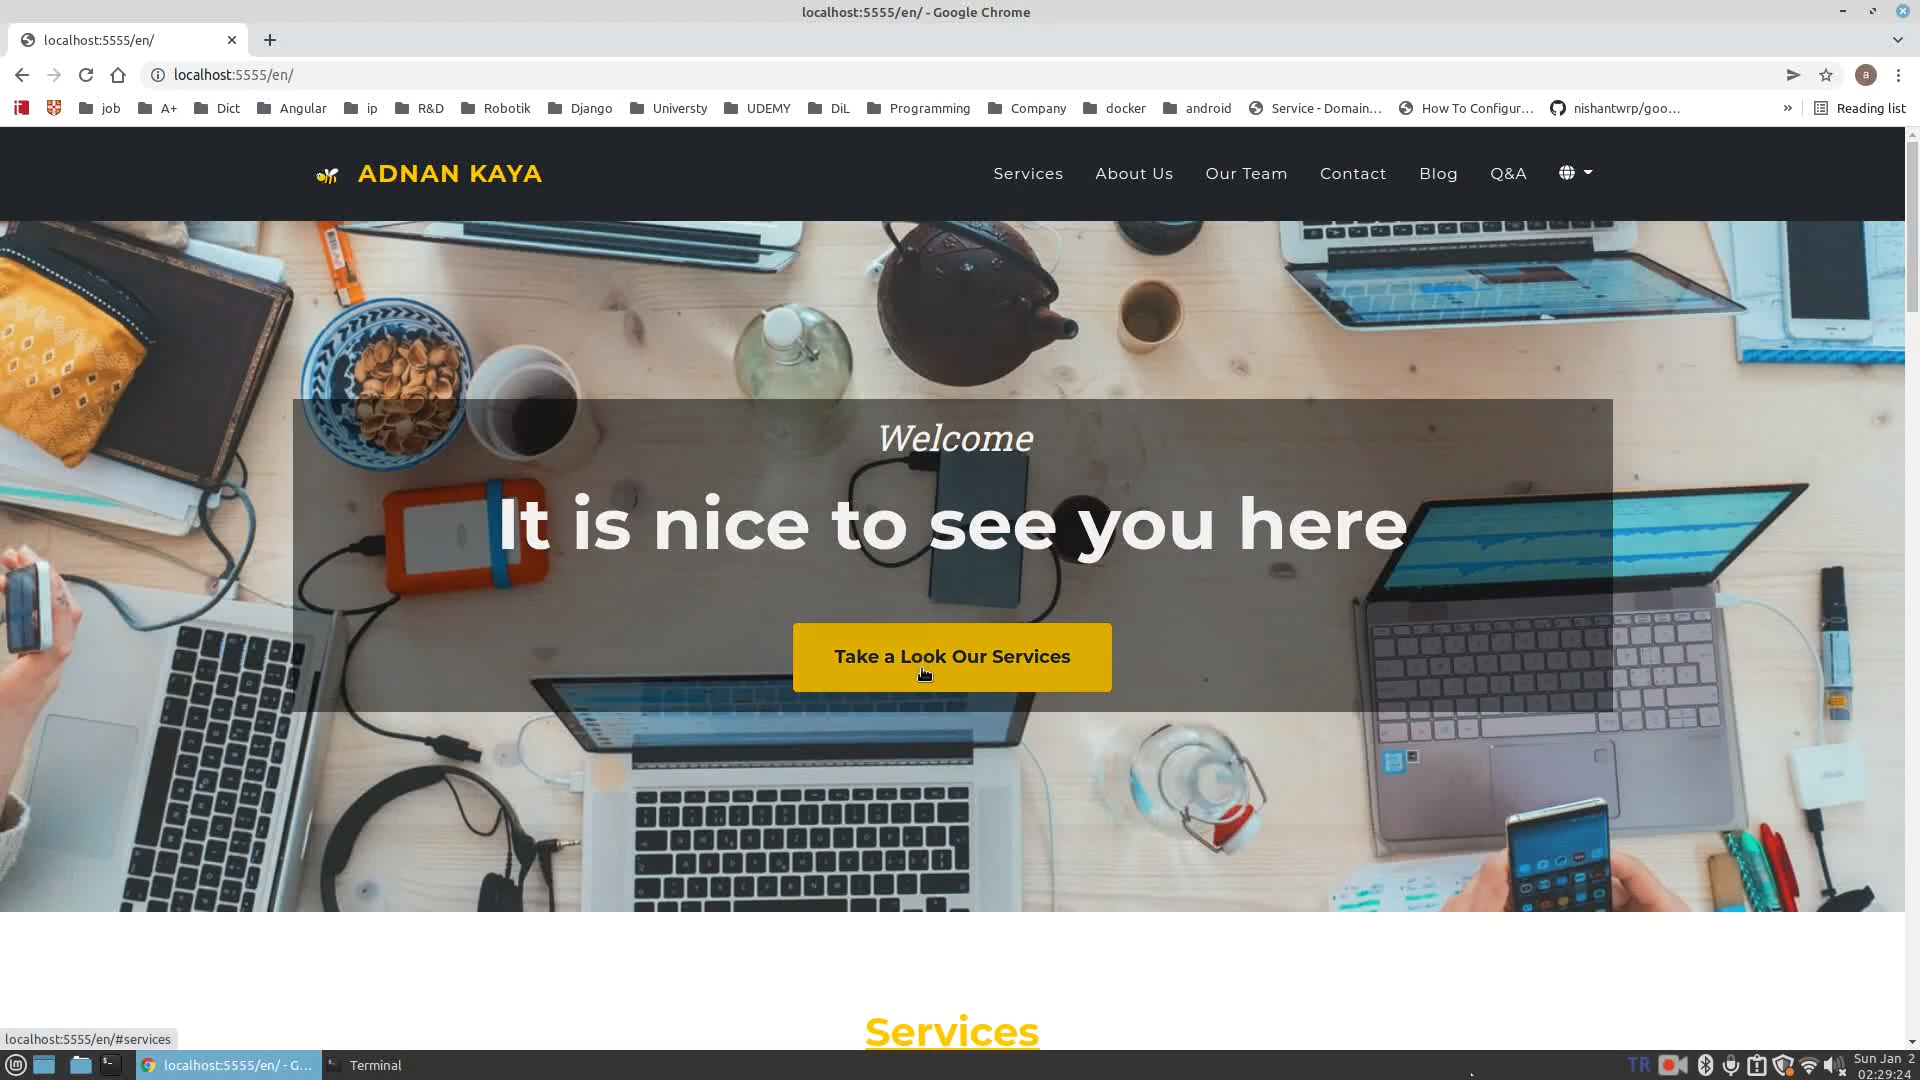 localhost:5555/en/ - Google Chrome
localhost:5555/en/
localhost:5555/en/
a
job
A+
Dict
Angular
ip
R&D
Robotik
Django
Universty
UDEMY
DiL
Programming
Company
docker
android
Service - Domain...
How To Configur...
nishantwrp/goo...
»
Reading list
ADNAN KAYA
Services
About Us
Our Team
Contact
Blog
Q&A
Welcome
It is nice to see you here
Take a Look Our Services
Services
localhost:5555/en/#services
localhost:5555/en/ - G...
Terminal
TR
Sun Jan 2
02:29:24